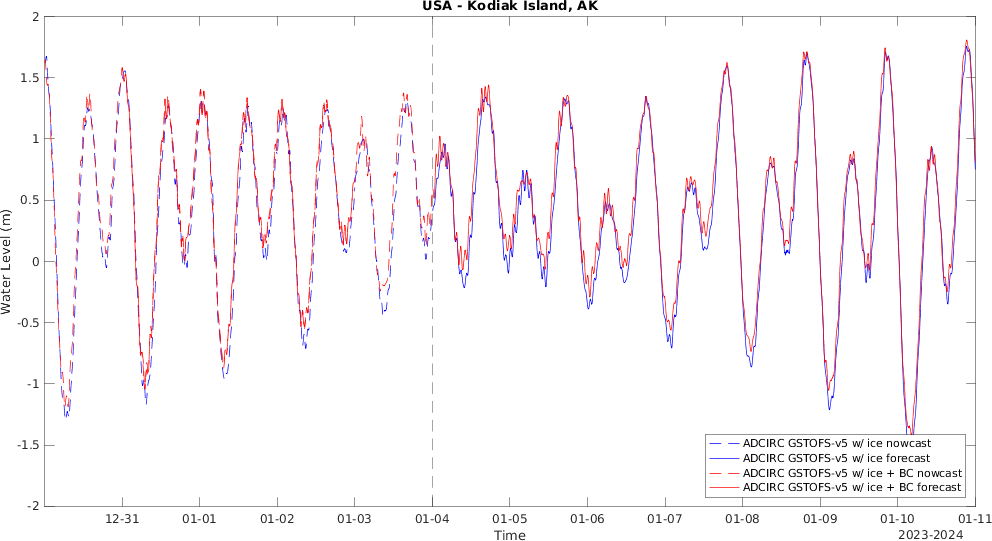 USA - Kodiak Island, AK
2
1.5
1
0.5
0
-0.5
-1
-1.5
-2
Water Level (m)
ADCIRC GSTOFS-v5 w/ ice nowcast
ADCIRC GSTOFS-v5 w/ ice forecast
ADCIRC GSTOFS-v5 w/ ice + BC nowcast
ADCIRC GSTOFS-v5 w/ ice + BC forecast
12-31 01-01 01-02 01-03 01-04 01-05 01-06 01-07 01-08 01-09 01-10 01-11
Time
2023-2024